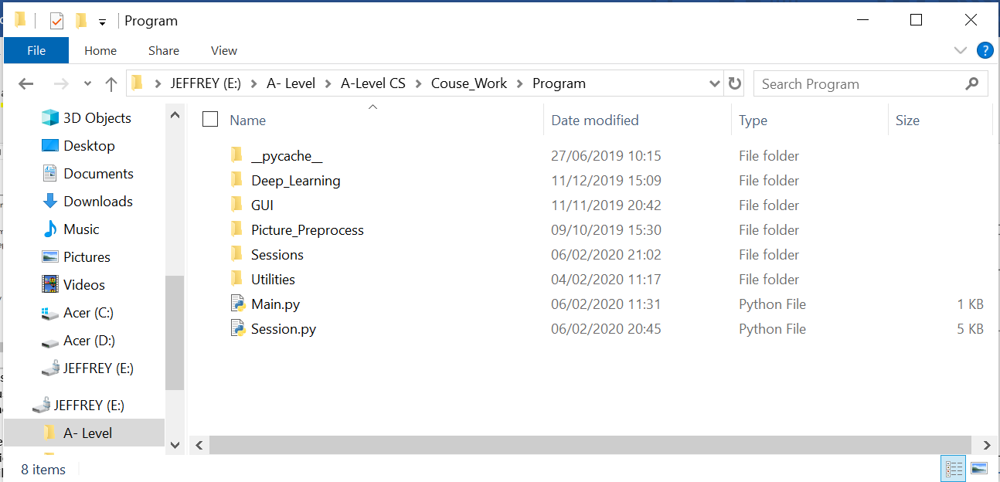 Program
File Home Share View
JEFFREY (E:) A- Level A-Level CS Couse_Work Program Search Program
3D Objects
Desktop
Documents
Downloads
Music
Pictures
Videos
Acer (C:)
Acer (D:)
JEFFREY (E:)
JEFFREY (E:)
A- Level
Name Date modified Type Size
__pycache__ 27/06/2019 10:15 File folder
Deep_Learning 11/12/2019 15:09 File folder
GUI 11/11/2019 20:42 File folder
Picture_Preprocess 09/10/2019 15:30 File folder
Sessions 06/02/2020 21:02 File folder
Utilities 04/02/2020 11:17 File folder
Main.py 06/02/2020 11:31 Python File 1 KB
Session.py 06/02/2020 20:45 Python File 5 KB
8 items